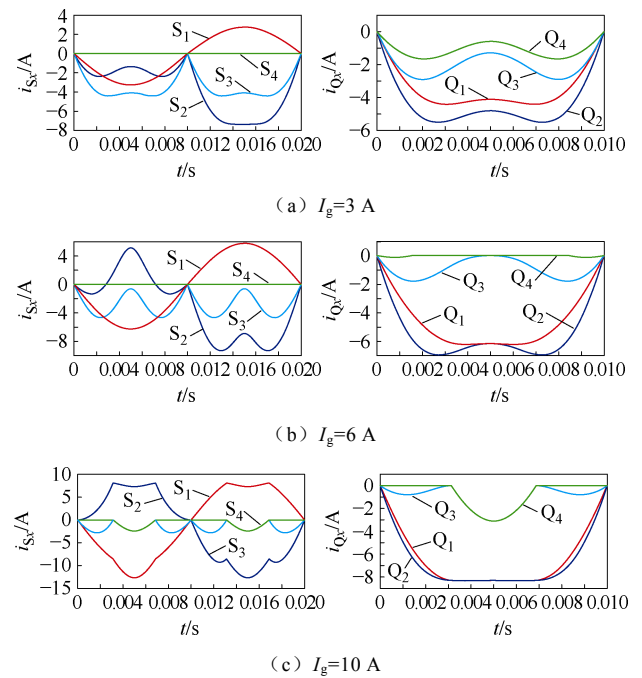 4 2 0 −2 −4 −6 −8
i_Sx/A
S₁ S₄ S₃ S₂
0 0.004 0.008 0.012 0.016 0.020
t/s
0 −2 −4 −6
i_Qx/A
Q₄ Q₃ Q₁ Q₂
0 0.002 0.004 0.006 0.008 0.010
t/s
（a）I_g=3 A
4 0 −4 −8
i_Sx/A
S₁ S₄ S₂ S₃
0 0.004 0.008 0.012 0.016 0.020
t/s
0 −2 −4 −6
i_Qx/A
Q₃ Q₄ Q₁ Q₂
0 0.002 0.004 0.006 0.008 0.010
t/s
（b）I_g=6 A
10 5 0 −5 −10 −15
i_Sx/A
S₂ S₁ S₄ S₃
0 0.004 0.008 0.012 0.016 0.020
t/s
0 −2 −4 −6 −8
i_Qx/A
Q₃ Q₄ Q₁ Q₂
0 0.002 0.004 0.006 0.008 0.010
t/s
（c）I_g=10 A